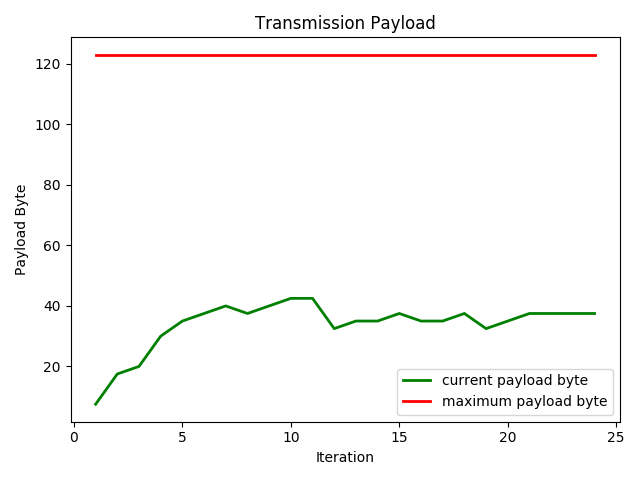 Transmission Payload
120
100
80
60
40
20
Payload Byte
current payload byte
maximum payload byte
0 5 10 15 20 25
Iteration